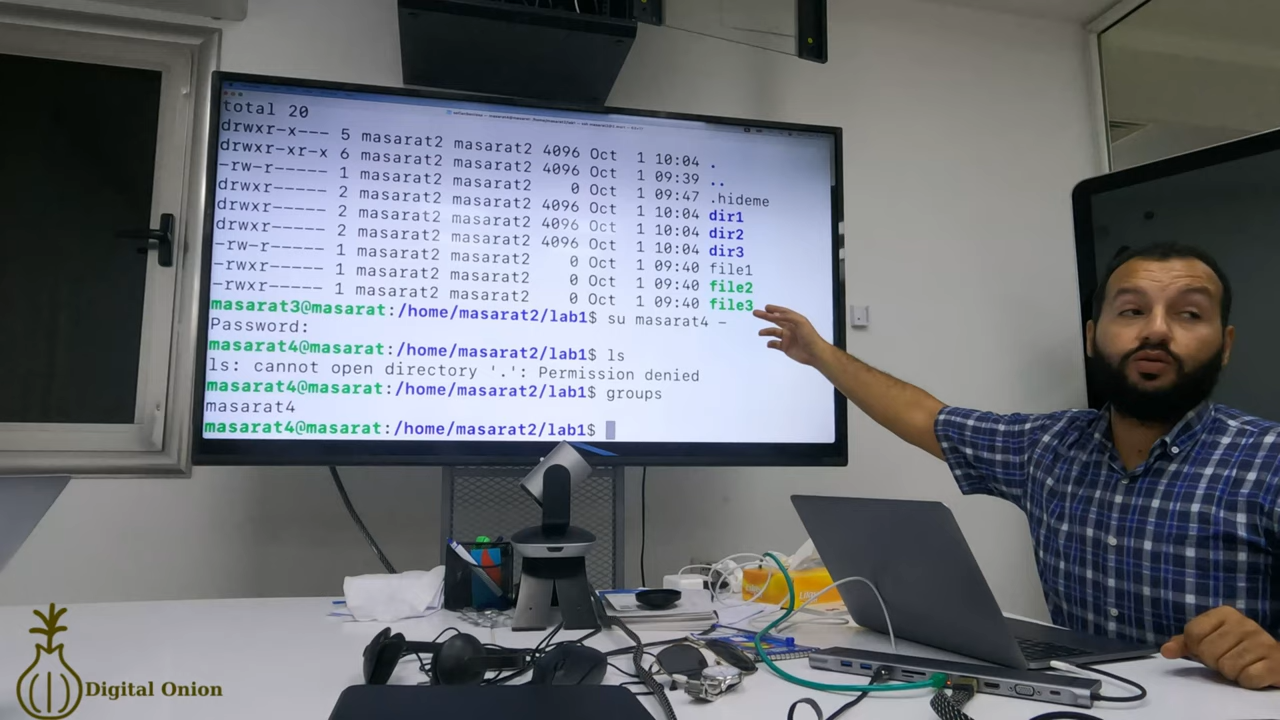 total 20
drwxr-x--- 5 masarat2 masarat2 4096 Oct 1 10:04 .
drwxr-xr-x 6 masarat2 masarat2 4096 Oct 1 09:39 ..
-rw-r----- 1 masarat2 masarat2 0 Oct 1 09:47 .hideme
drwxr----- 2 masarat2 masarat2 4096 Oct 1 10:04 dir1
drwxr----- 2 masarat2 masarat2 4096 Oct 1 10:04 dir2
drwxr----- 2 masarat2 masarat2 4096 Oct 1 10:04 dir3
-rw-r----- 1 masarat2 masarat2 0 Oct 1 09:40 file1
-rwxr----- 1 masarat2 masarat2 0 Oct 1 09:40 file2
-rwxr----- 1 masarat2 masarat2 0 Oct 1 09:40 file3
masarat3@masarat:/home/masarat2/lab1$ su masarat4 -
Password:
masarat4@masarat:/home/masarat2/lab1$ ls
ls: cannot open directory '.': Permission denied
masarat4@masarat:/home/masarat2/lab1$ groups
masarat4
masarat4@masarat:/home/masarat2/lab1$
Digital Onion